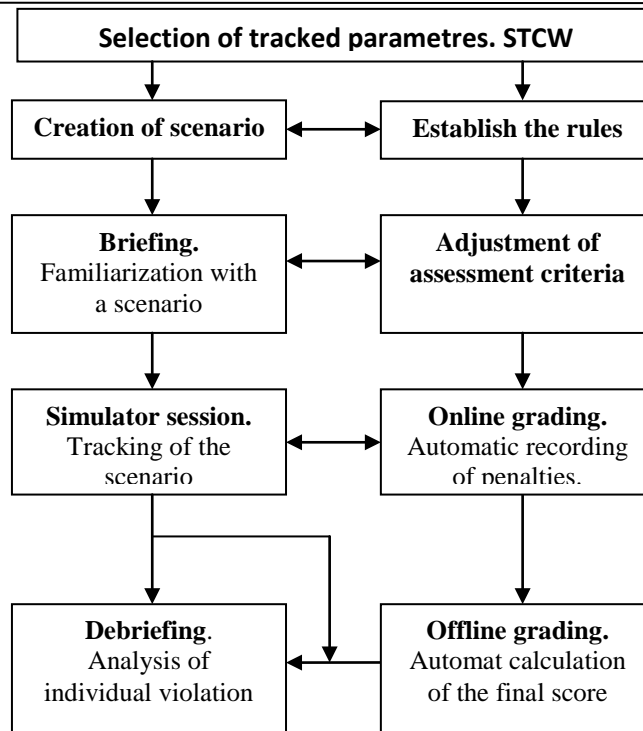 Selection of tracked parametres. STCW
Creation of scenario
Establish the rules
Briefing.
Familiarization with
a scenario
Adjustment of
assessment criteria
Simulator session.
Tracking of the
scenario
Online grading.
Automatic recording
of penalties.
Debriefing.
Analysis of
individual violation
Offline grading.
Automat calculation
of the final score